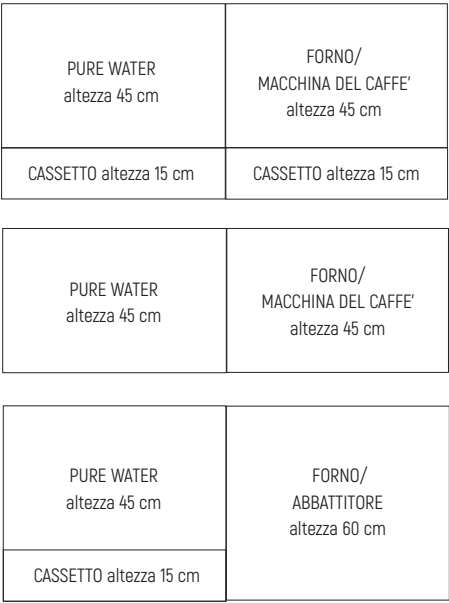 PURE WATER
altezza 45 cm
FORNO/
MACCHINA DEL CAFFE'
altezza 45 cm
CASSETTO altezza 15 cm
CASSETTO altezza 15 cm
PURE WATER
altezza 45 cm
FORNO/
MACCHINA DEL CAFFE'
altezza 45 cm
PURE WATER
altezza 45 cm
CASSETTO altezza 15 cm
FORNO/
ABBATTITORE
altezza 60 cm